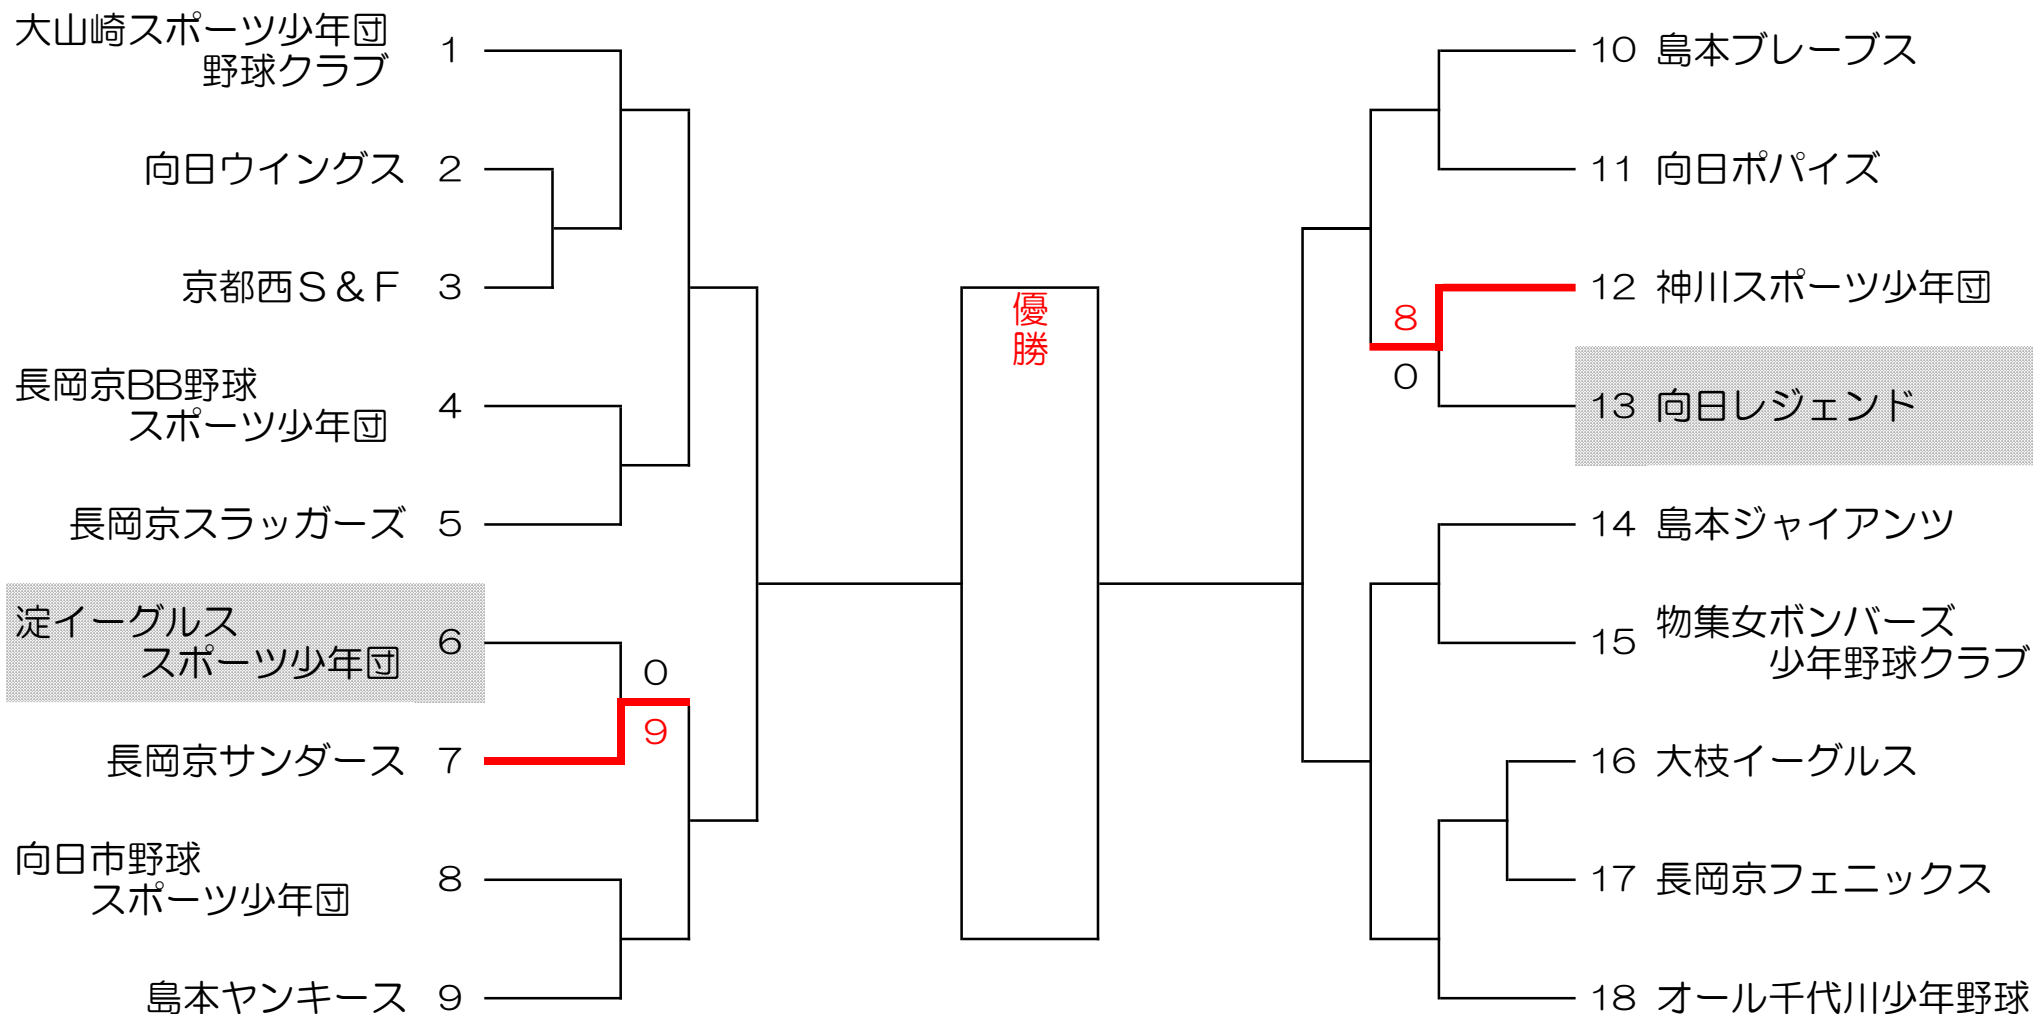 大山崎スポーツ少年団
野球クラブ
1
向日ウイングス 2
京都西S&F 3
長岡京BB野球
スポーツ少年団
4
長岡京スラッガーズ 5
淀イーグルス
スポーツ少年団
6
0
9
長岡京サンダース 7
向日市野球
スポーツ少年団
8
島本ヤンキース 9
優
勝
10 島本ブレーブス
11 向日ポパイズ
12 神川スポーツ少年団
8
0
13 向日レジェンド
14 島本ジャイアンツ
15
物集女ボンバーズ
少年野球クラブ
16 大枝イーグルス
17 長岡京フェニックス
18 オール千代川少年野球